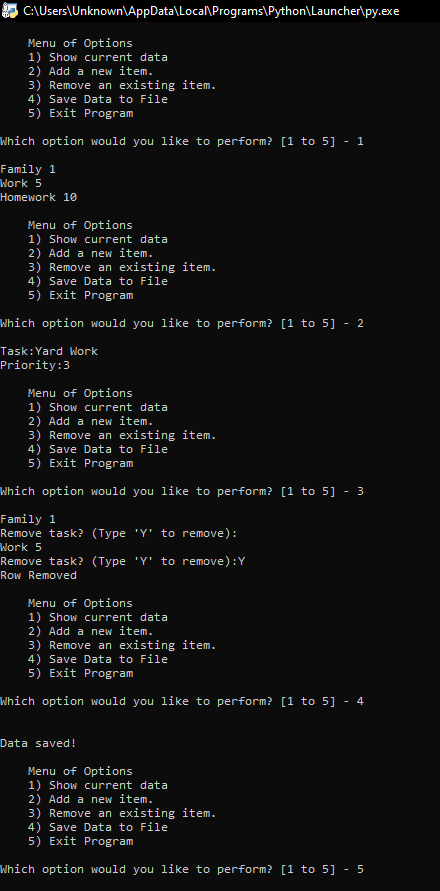 C:\Users\Unknown\AppData\Local\Programs\Python\Launcher\py.exe
Menu of Options
1) Show current data
2) Add a new item.
3) Remove an existing item.
4) Save Data to File
5) Exit Program
Which option would you like to perform? [1 to 5] - 1
Family 1
Work 5
Homework 10
Menu of Options
1) Show current data
2) Add a new item.
3) Remove an existing item.
4) Save Data to File
5) Exit Program
Which option would you like to perform? [1 to 5] - 2
Task:Yard Work
Priority:3
Menu of Options
1) Show current data
2) Add a new item.
3) Remove an existing item.
4) Save Data to File
5) Exit Program
Which option would you like to perform? [1 to 5] - 3
Family 1
Remove task? (Type 'Y' to remove):
Work 5
Remove task? (Type 'Y' to remove):Y
Row Removed
Menu of Options
1) Show current data
2) Add a new item.
3) Remove an existing item.
4) Save Data to File
5) Exit Program
Which option would you like to perform? [1 to 5] - 4
Data saved!
Menu of Options
1) Show current data
2) Add a new item.
3) Remove an existing item.
4) Save Data to File
5) Exit Program
Which option would you like to perform? [1 to 5] - 5